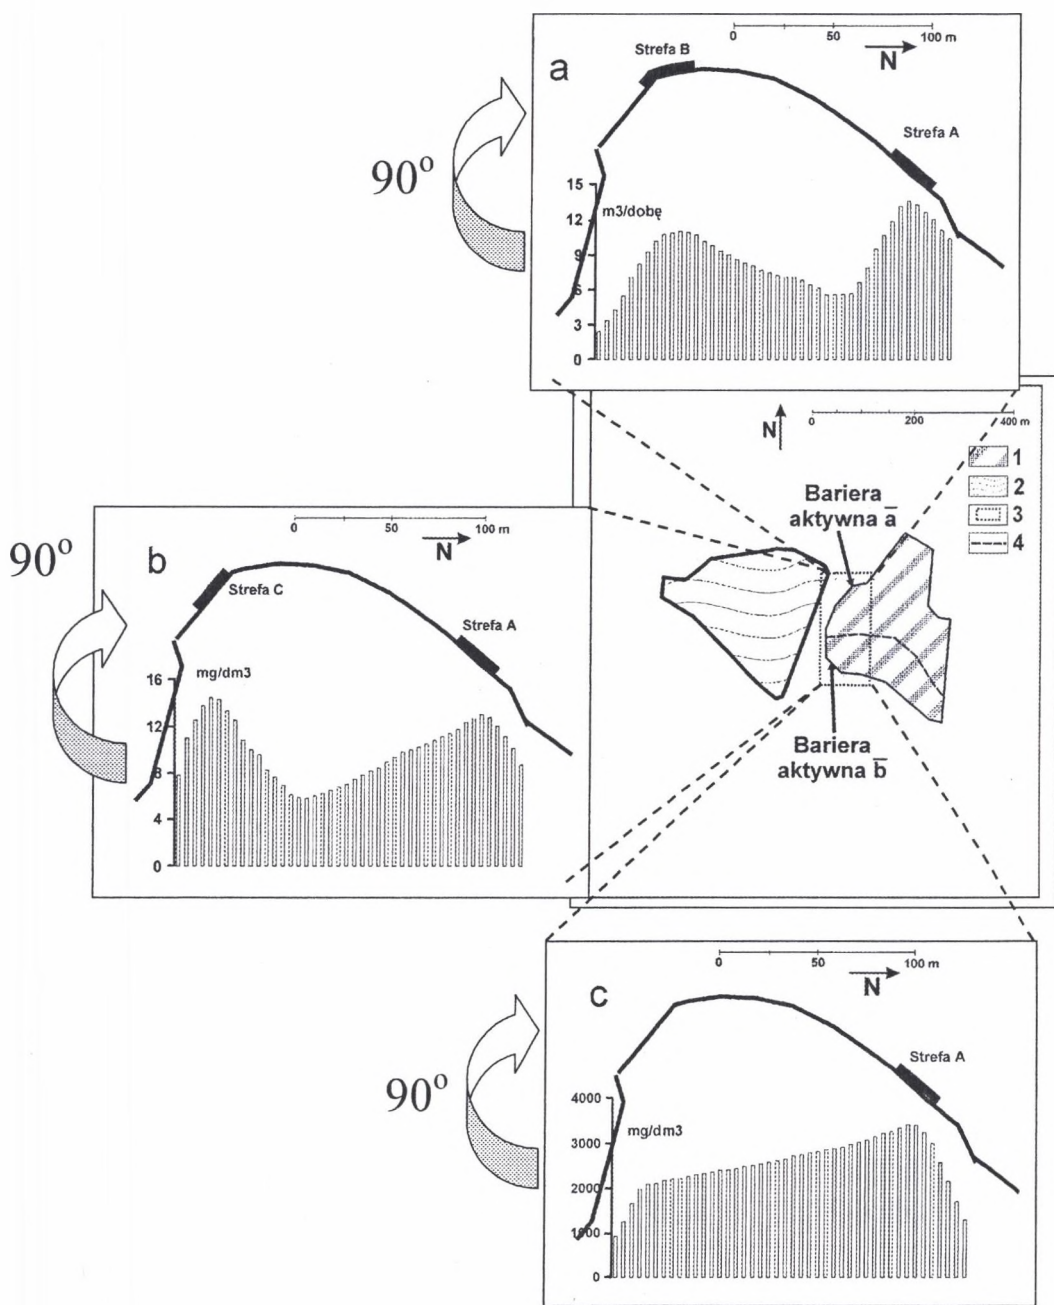 0 50 100 m
N
Strefa B
a
Strefa A
90°
15
m3/dobę
12
9
6
3
0
N
0 200 400 m
1
2
3
4
Bariera
aktywna a̅
Bariera
aktywna b̅
0 50 100 m
N
90°
b
Strefa C
Strefa A
mg/dm3
16
12
8
4
0
0 50 100 m
N
c
Strefa A
90°
4000
mg/dm3
3000
2000
1000
0